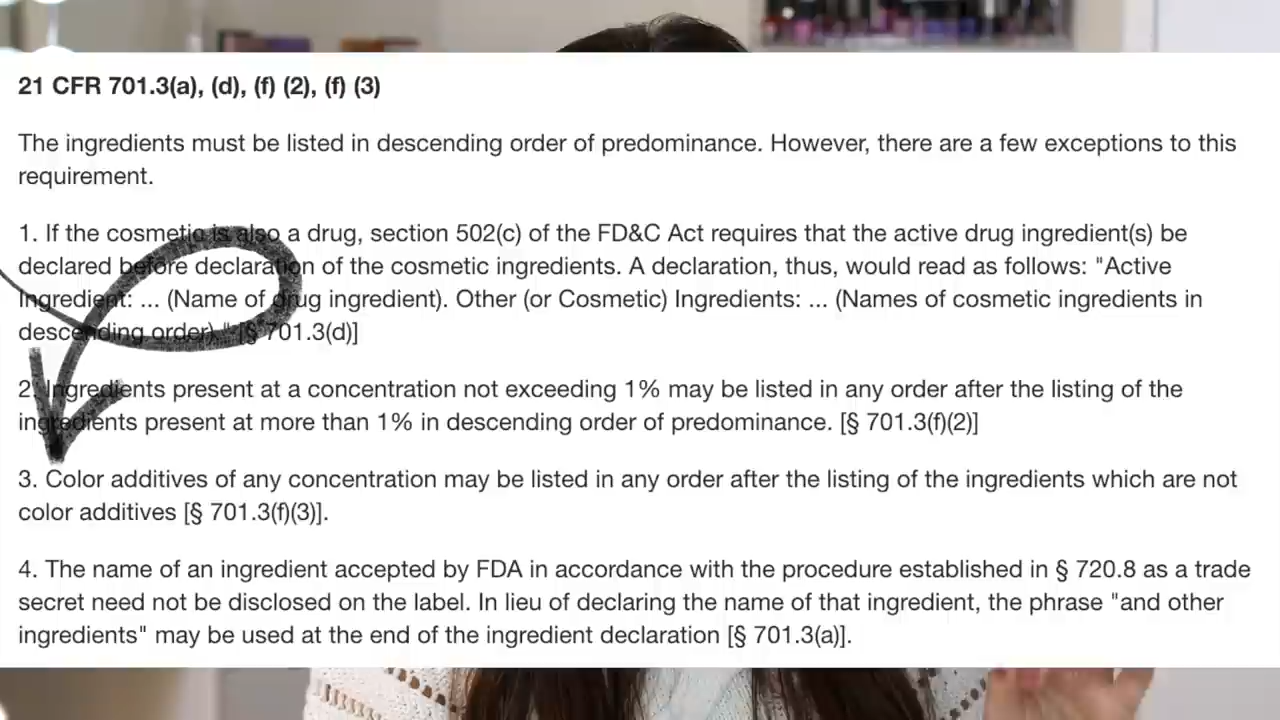 21 CFR 701.3(a), (d), (f) (2), (f) (3)
The ingredients must be listed in descending order of predominance. However, there are a few exceptions to this
requirement.
1. If the cosmetic is also a drug, section 502(c) of the FD&C Act requires that the active drug ingredient(s) be
declared before declaration of the cosmetic ingredients. A declaration, thus, would read as follows: "Active
Ingredient: ... (Name of drug ingredient). Other (or Cosmetic) Ingredients: ... (Names of cosmetic ingredients in
descending order)." [§ 701.3(d)]
2. Ingredients present at a concentration not exceeding 1% may be listed in any order after the listing of the
ingredients present at more than 1% in descending order of predominance. [§ 701.3(f)(2)]
3. Color additives of any concentration may be listed in any order after the listing of the ingredients which are not
color additives [§ 701.3(f)(3)].
4. The name of an ingredient accepted by FDA in accordance with the procedure established in § 720.8 as a trade
secret need not be disclosed on the label. In lieu of declaring the name of that ingredient, the phrase "and other
ingredients" may be used at the end of the ingredient declaration [§ 701.3(a)].